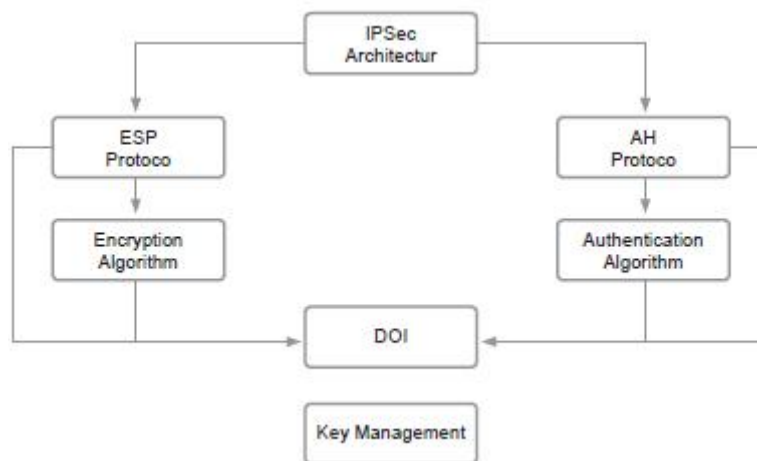 IPSec
Architectur
ESP
Protoco
AH
Protoco
Encryption
Algorithm
Authentication
Algorithm
DOI
Key Management